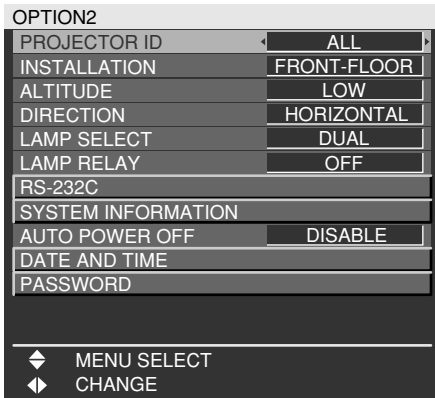 OPTION2
PROJECTOR ID ALL
INSTALLATION FRONT-FLOOR
ALTITUDE LOW
DIRECTION HORIZONTAL
LAMP SELECT DUAL
LAMP RELAY OFF
RS-232C
SYSTEM INFORMATION
AUTO POWER OFF DISABLE
DATE AND TIME
PASSWORD
MENU SELECT
CHANGE